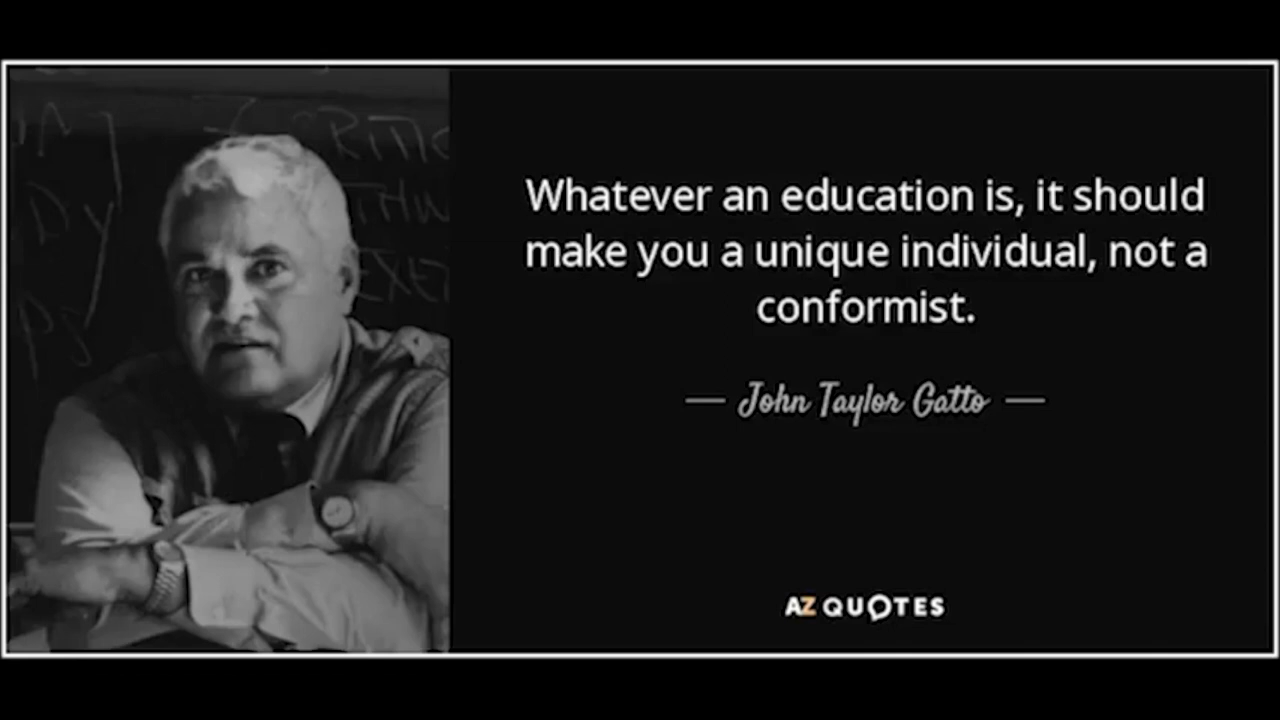 Whatever an education is, it should
make you a unique individual, not a
conformist.
— John Taylor Gatto —
AZ QUOTES